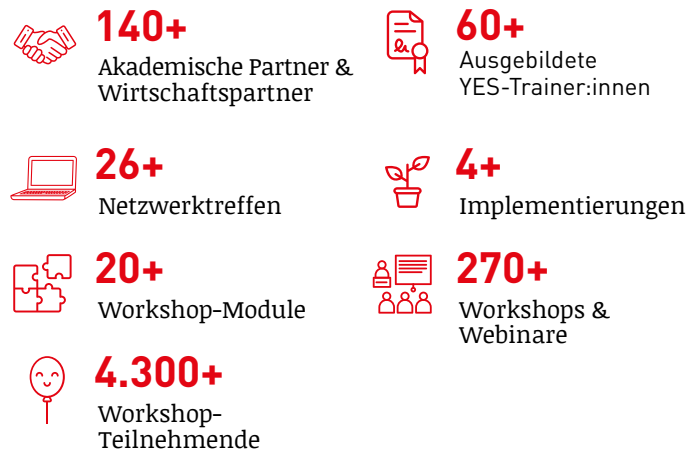 140+
Akademische Partner &
Wirtschaftspartner
60+
Ausgebildete
YES-Trainer:innen
26+
Netzwerktreffen
4+
Implementierungen
20+
Workshop-Module
270+
Workshops &
Webinare
4.300+
Workshop-
Teilnehmende